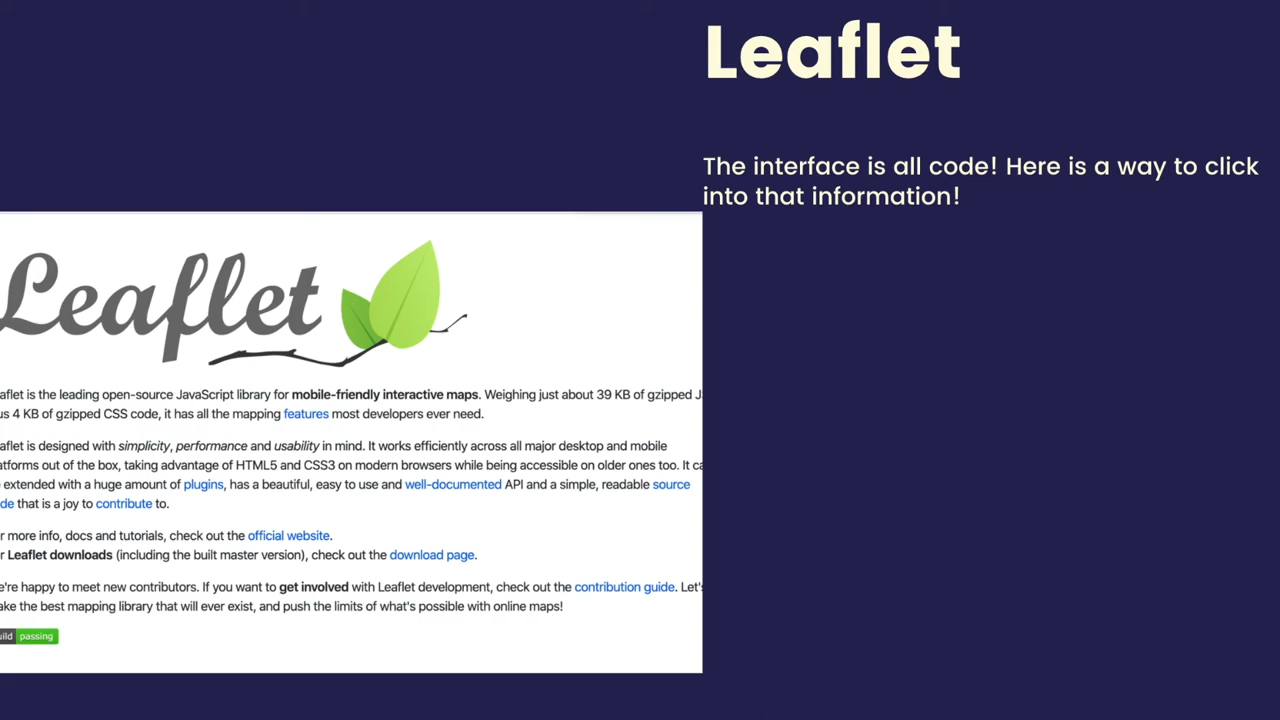 Leaflet
The interface is all code! Here is a way to click
into that information!
Leaflet
aflet is the leading open-source JavaScript library for mobile-friendly interactive maps. Weighing just about 39 KB of gzipped J
us 4 KB of gzipped CSS code, it has all the mapping features most developers ever need.
aflet is designed with simplicity, performance and usability in mind. It works efficiently across all major desktop and mobile
atforms out of the box, taking advantage of HTML5 and CSS3 on modern browsers while being accessible on older ones too. It ca
e extended with a huge amount of plugins, has a beautiful, easy to use and well-documented API and a simple, readable source
de that is a joy to contribute to.
r more info, docs and tutorials, check out the official website.
r Leaflet downloads (including the built master version), check out the download page.
e're happy to meet new contributors. If you want to get involved with Leaflet development, check out the contribution guide. Let's
ake the best mapping library that will ever exist, and push the limits of what's possible with online maps!
uild passing